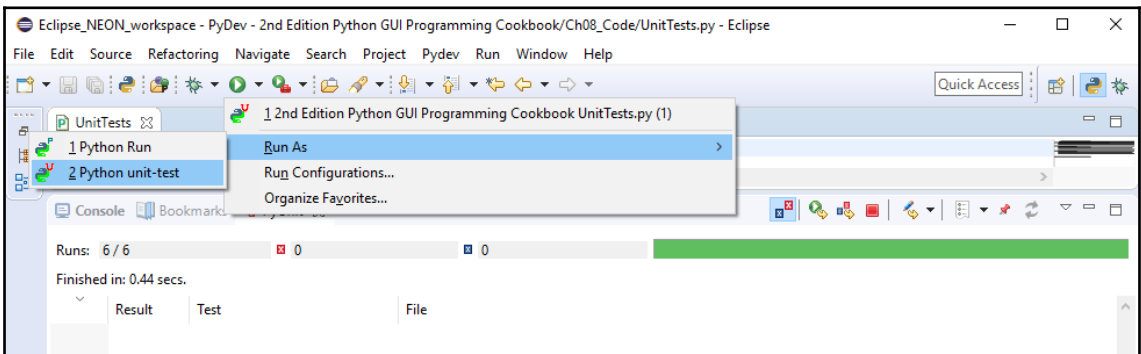 Eclipse_NEON_workspace - PyDev - 2nd Edition Python GUI Programming Cookbook/Ch08_Code/UnitTests.py - Eclipse
File Edit Source Refactoring Navigate Search Project Pydev Run Window Help
Quick Access
UnitTests
1 2nd Edition Python GUI Programming Cookbook UnitTests.py (1)
1 Python Run
Run As
2 Python unit-test
Run Configurations...
Organize Favorites...
Console Bookmarks
Runs: 6 / 6 0 0
Finished in: 0.44 secs.
Result Test File